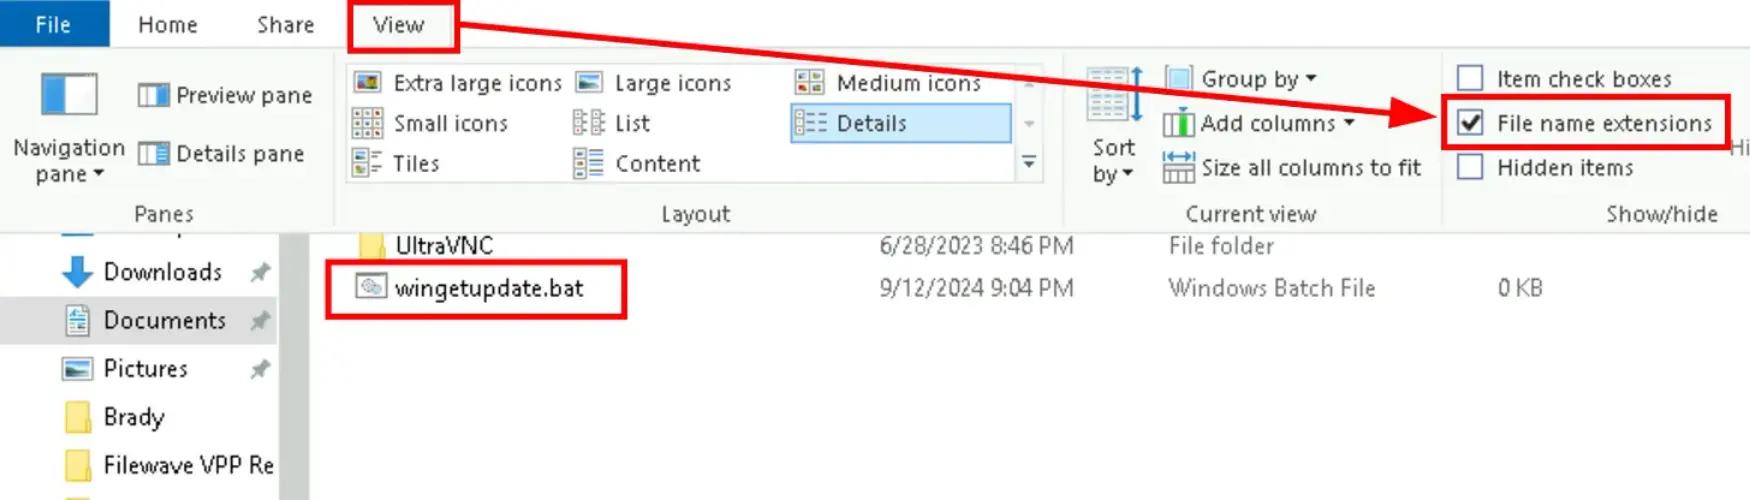 File Home Share View
Preview pane
Details pane
Navigation
pane
Panes
Extra large icons Large icons Medium icons
Small icons List Details
Tiles Content
Layout
Sort
by
Group by
Add columns
Size all columns to fit
Current view
Item check boxes
File name extensions
Hidden items
Show/hide
Hi
Downloads
Documents
Pictures
Brady
Filewave VPP Re
UltraVNC 6/28/2023 8:46 PM File folder
wingetupdate.bat 9/12/2024 9:04 PM Windows Batch File 0 KB